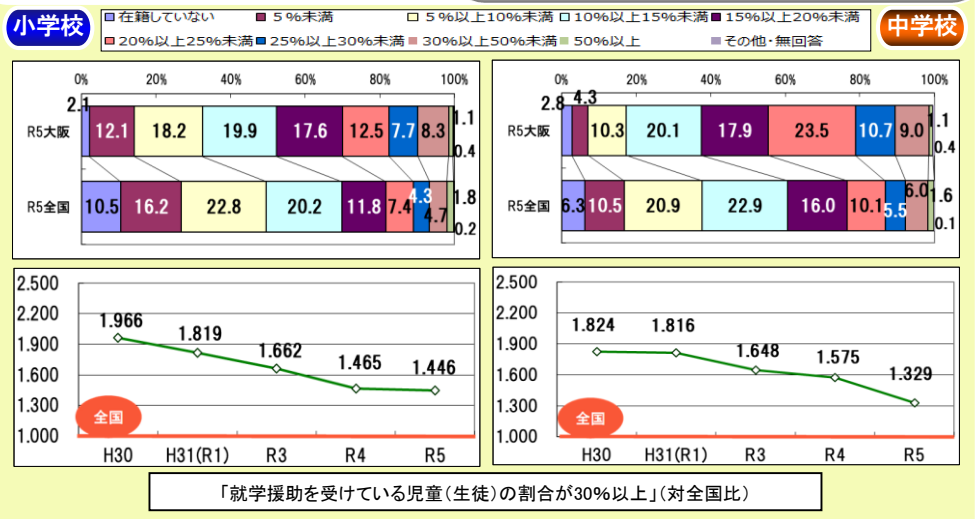 小学校
中学校
在籍していない 5%未満 5%以上10%未満 10%以上15%未満 15%以上20%未満
20%以上25%未満 25%以上30%未満 30%以上50%未満 50%以上 その他・無回答
0% 20% 40% 60% 80% 100%
R5大阪 2.1 12.1 18.2 19.9 17.6 12.5 7.7 8.3 1.1 0.4
R5全国 10.5 16.2 22.8 20.2 11.8 7.4 4.3 4.7 1.8 0.2
0% 20% 40% 60% 80% 100%
R5大阪 2.8 4.3 10.3 20.1 17.9 23.5 10.7 9.0 1.1 0.4
R5全国 6.3 10.5 20.9 22.9 16.0 10.1 5.5 6.0 1.6 0.1
2.500
2.200
1.900
1.600
1.300
1.000
1.966 1.819 1.662 1.465 1.446
全国
H30 H31(R1) R3 R4 R5
2.500
2.200
1.900
1.600
1.300
1.000
1.824 1.816 1.648 1.575 1.329
全国
H30 H31(R1) R3 R4 R5
「就学援助を受けている児童(生徒)の割合が30%以上」(対全国比)